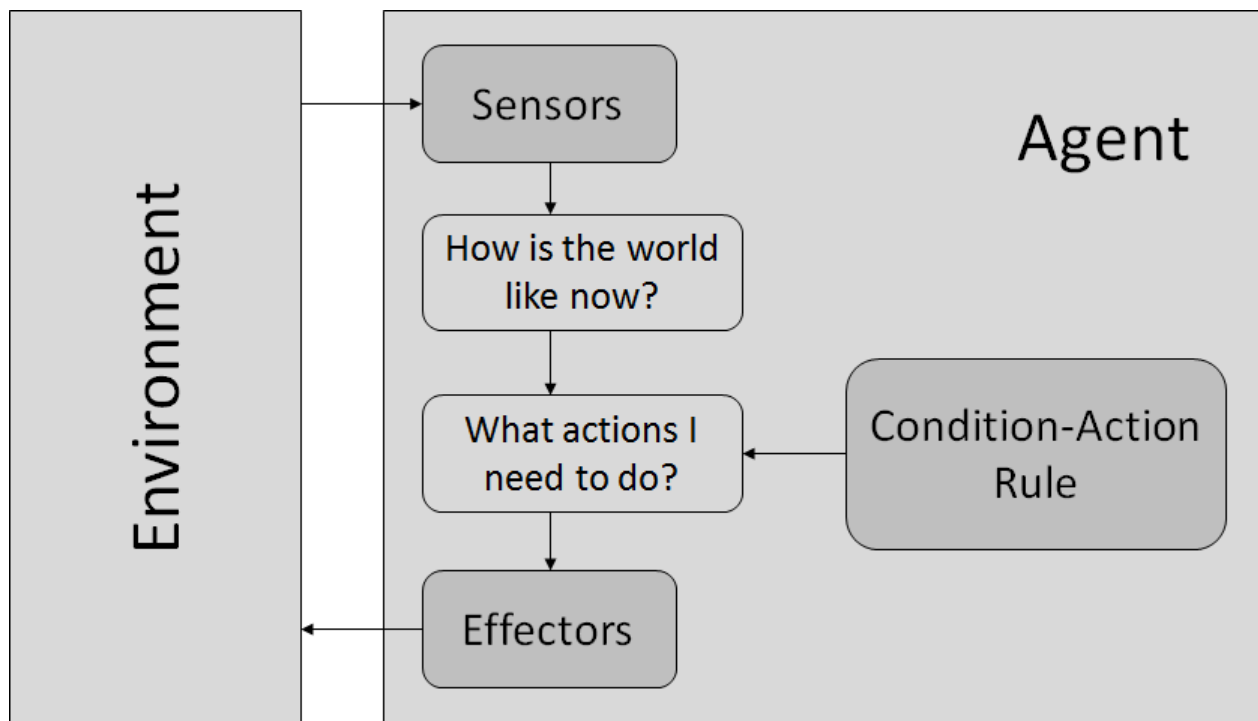 Environment
Sensors
Agent
How is the world
like now?
What actions I
need to do?
Condition-Action
Rule
Effectors